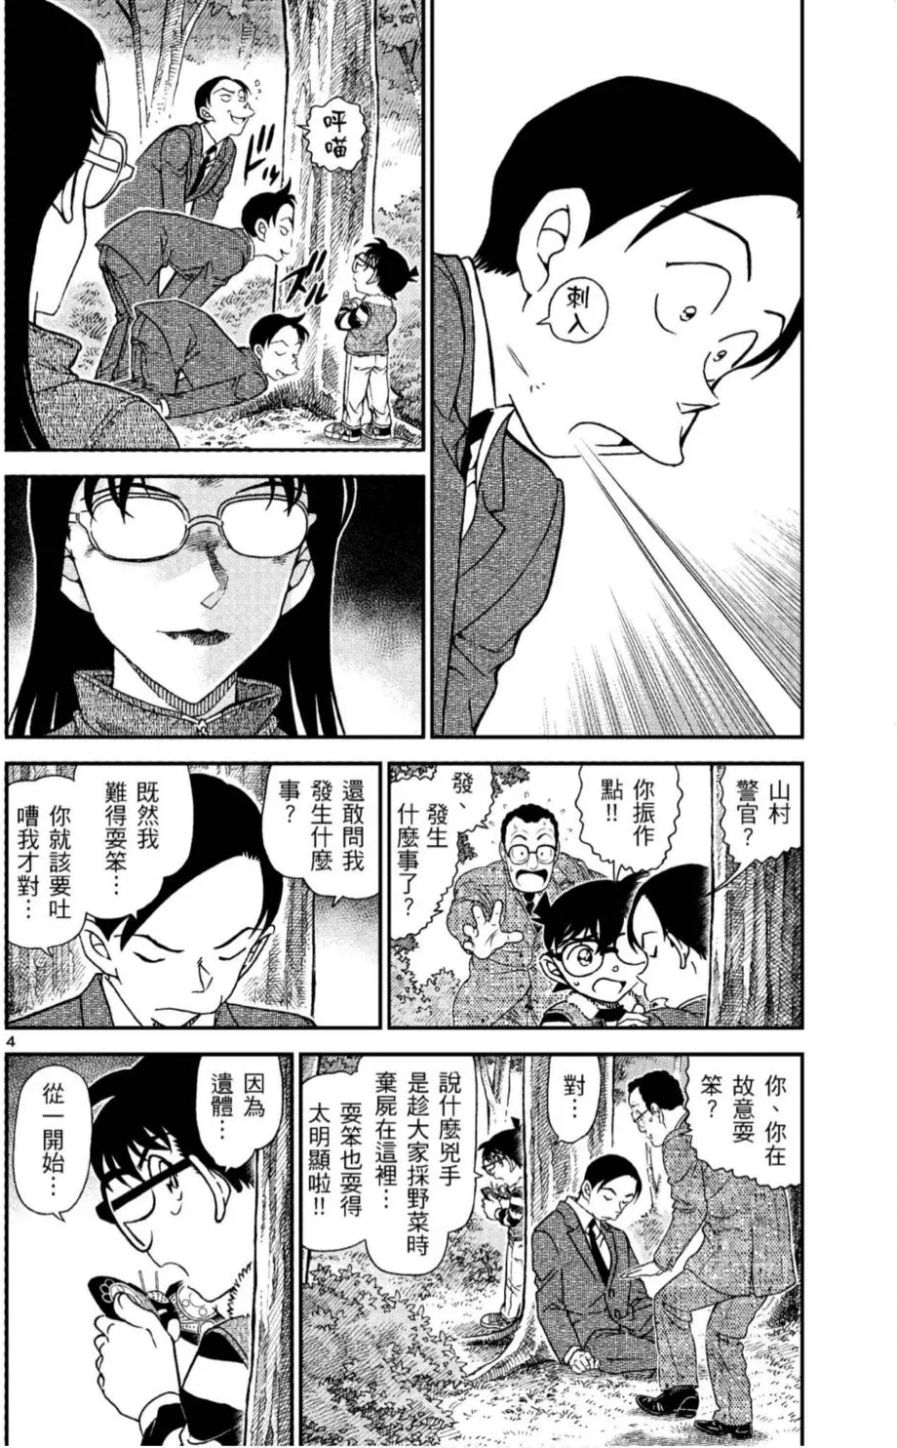 刺
入
呼
喵
ドド
ズル
山村
警官？
你振作
點!!
發、發生
什麼事了？
還敢問我
發生什麼
事？
既然我
難得耍笨…
你就該要吐
嘈我才對…
4
你、你在
故意耍
笨？
對…
說什麼兇手
是趁大家採野菜時
棄屍在這裡…
耍笨也耍得
太明顯啦!!
因為
遺體…
從一開始…